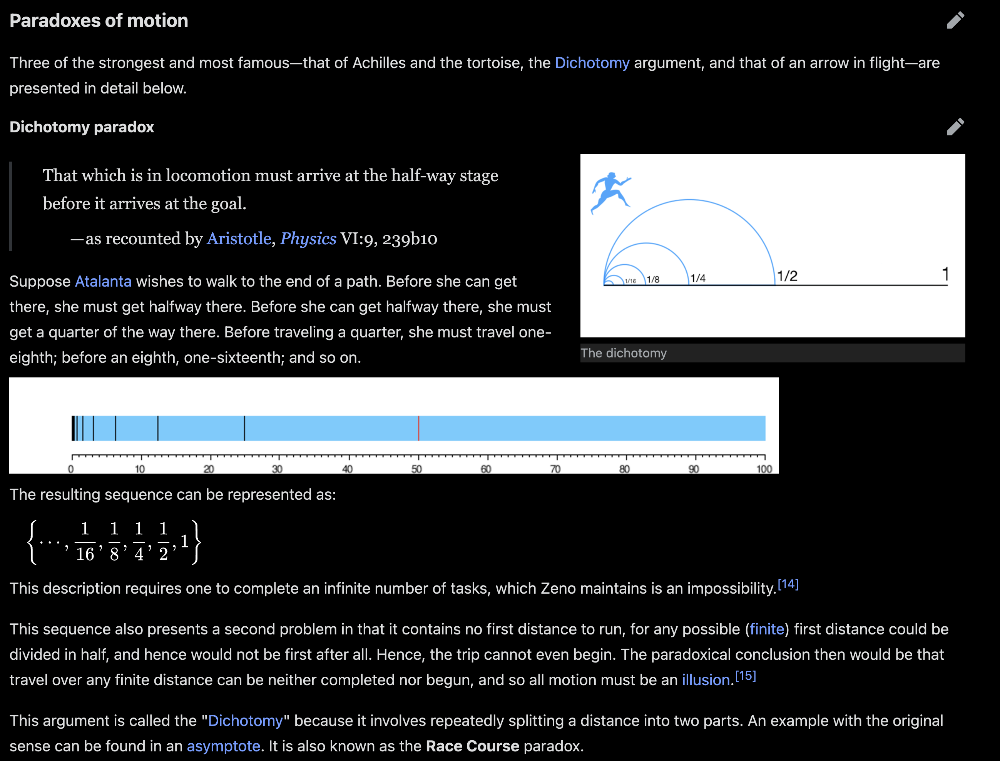 Paradoxes of motion
Three of the strongest and most famous—that of Achilles and the tortoise, the Dichotomy argument, and that of an arrow in flight—are
presented in detail below.
Dichotomy paradox
That which is in locomotion must arrive at the half-way stage
before it arrives at the goal.
—as recounted by Aristotle, Physics VI:9, 239b10
Suppose Atalanta wishes to walk to the end of a path. Before she can get
there, she must get halfway there. Before she can get halfway there, she must
get a quarter of the way there. Before traveling a quarter, she must travel one-
eighth; before an eighth, one-sixteenth; and so on.
1/16 1/8 1/4 1/2 1
The dichotomy
0 10 20 30 40 50 60 70 80 90 100
The resulting sequence can be represented as:
{⋯, 1/16, 1/8, 1/4, 1/2, 1}
This description requires one to complete an infinite number of tasks, which Zeno maintains is an impossibility.[14]
This sequence also presents a second problem in that it contains no first distance to run, for any possible (finite) first distance could be
divided in half, and hence would not be first after all. Hence, the trip cannot even begin. The paradoxical conclusion then would be that
travel over any finite distance can be neither completed nor begun, and so all motion must be an illusion.[15]
This argument is called the "Dichotomy" because it involves repeatedly splitting a distance into two parts. An example with the original
sense can be found in an asymptote. It is also known as the Race Course paradox.